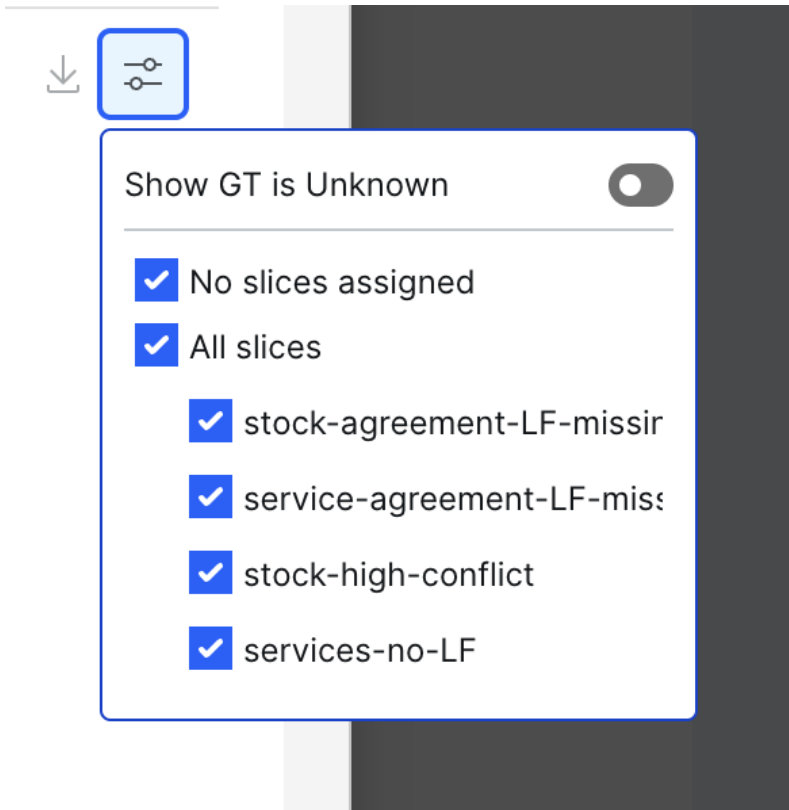 Show GT is Unknown
No slices assigned
All slices
stock-agreement-LF-missin
service-agreement-LF-miss
stock-high-conflict
services-no-LF